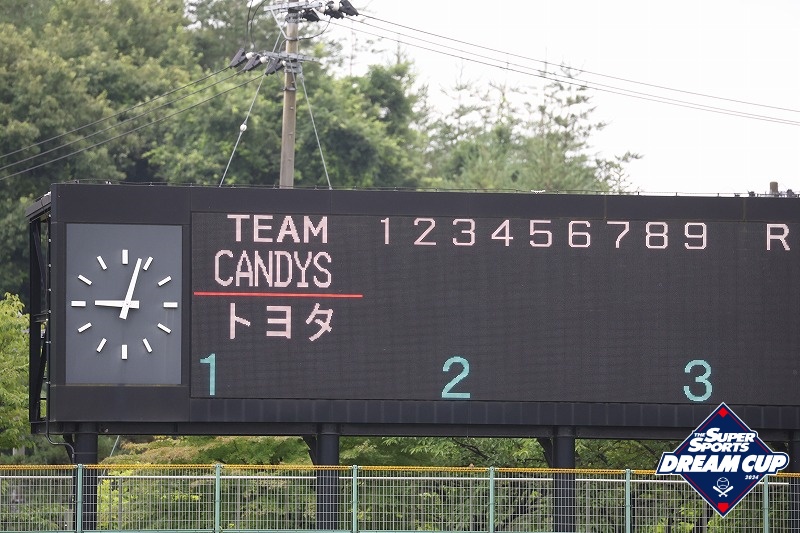 TEAM 1 2 3 4 5 6 7 8 9 R
CANDYS
トヨタ
1 2 3
THE SUPER SPORTS
DREAM CUP
2024